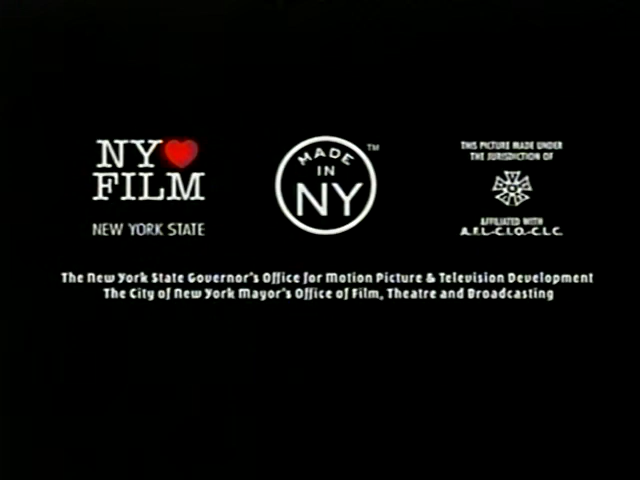 NY
FILM
NEW YORK STATE
MADE
IN
NY
TM
THIS PICTURE MADE UNDER
THE JURISDICTION OF
AFFILIATED WITH
A.F.L.-C.I.O.-C.L.C.
The New York State Governor's Office for Motion Picture & Television Development
The City of New York Mayor's Office of Film, Theatre and Broadcasting